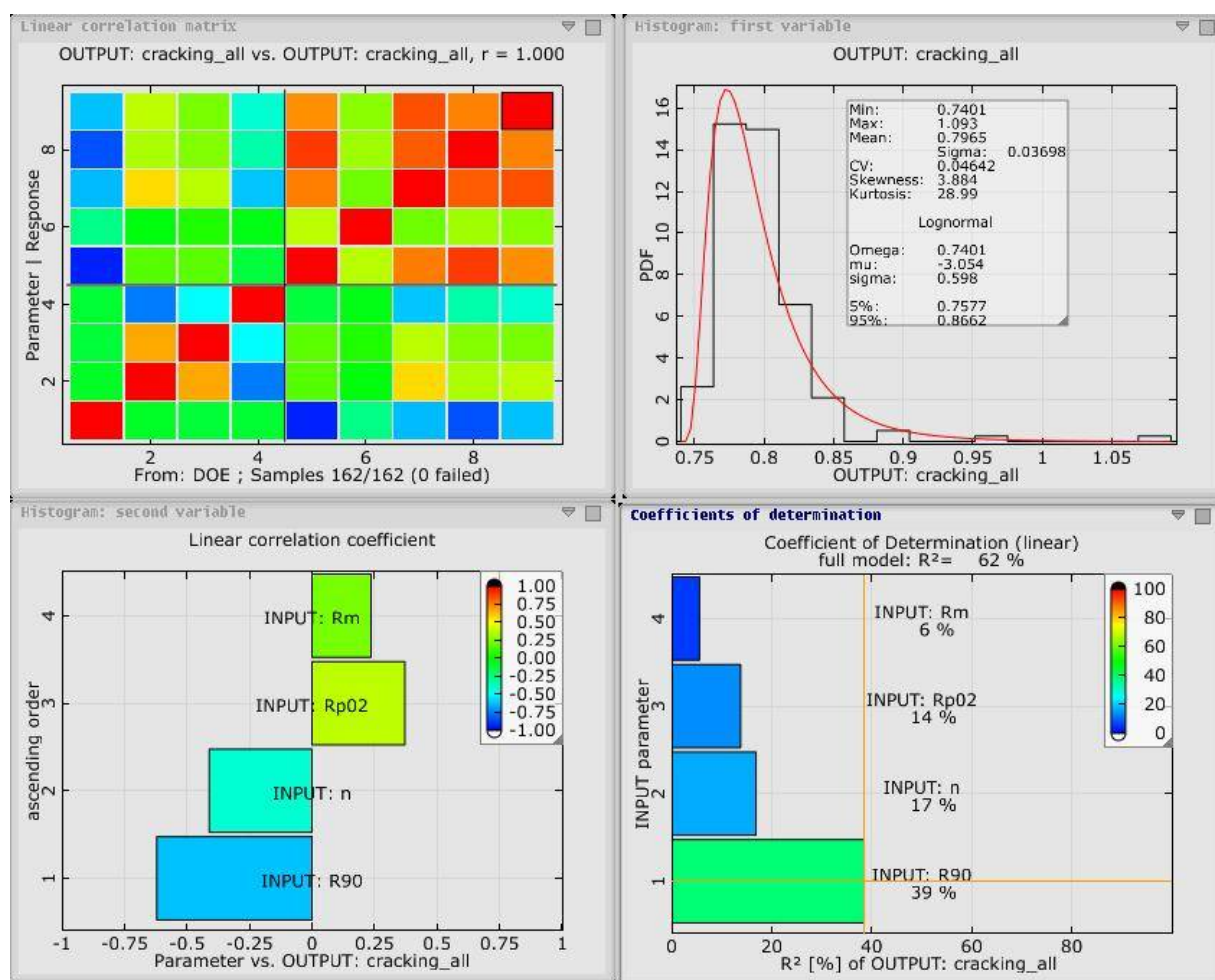 Linear correlation matrix
OUTPUT: cracking_all vs. OUTPUT: cracking_all, r = 1.000
Parameter | Response
8
6
4
2
2 4 6 8
From: DOE ; Samples 162/162 (0 failed)
Histogram: first variable
OUTPUT: cracking_all
PDF
16
14
12
10
8
6
4
2
0
Min: 0.7401
Max: 1.093
Mean: 0.7965
Sigma: 0.03698
CV: 0.04642
Skewness: 3.884
Kurtosis: 28.99
Lognormal
Omega: 0.7401
mu: -3.054
sigma: 0.598
5%: 0.7577
95%: 0.8662
0.75 0.8 0.85 0.9 0.95 1 1.05
OUTPUT: cracking_all
Histogram: second variable
Linear correlation coefficient
ascending order
4
3
2
1
INPUT: Rm
INPUT: Rp02
INPUT: n
INPUT: R90
1.00
0.75
0.50
0.25
0.00
-0.25
-0.50
-0.75
-1.00
-1 -0.75 -0.5 -0.25 0 0.25 0.5 0.75 1
Parameter vs. OUTPUT: cracking_all
Coefficients of determination
Coefficient of Determination (linear)
full model: R²= 62 %
INPUT parameter
4
3
2
1
INPUT: Rm
6 %
INPUT: Rp02
14 %
INPUT: n
17 %
INPUT: R90
39 %
100
80
60
40
20
0
0 20 40 60 80
R² [%] of OUTPUT: cracking_all